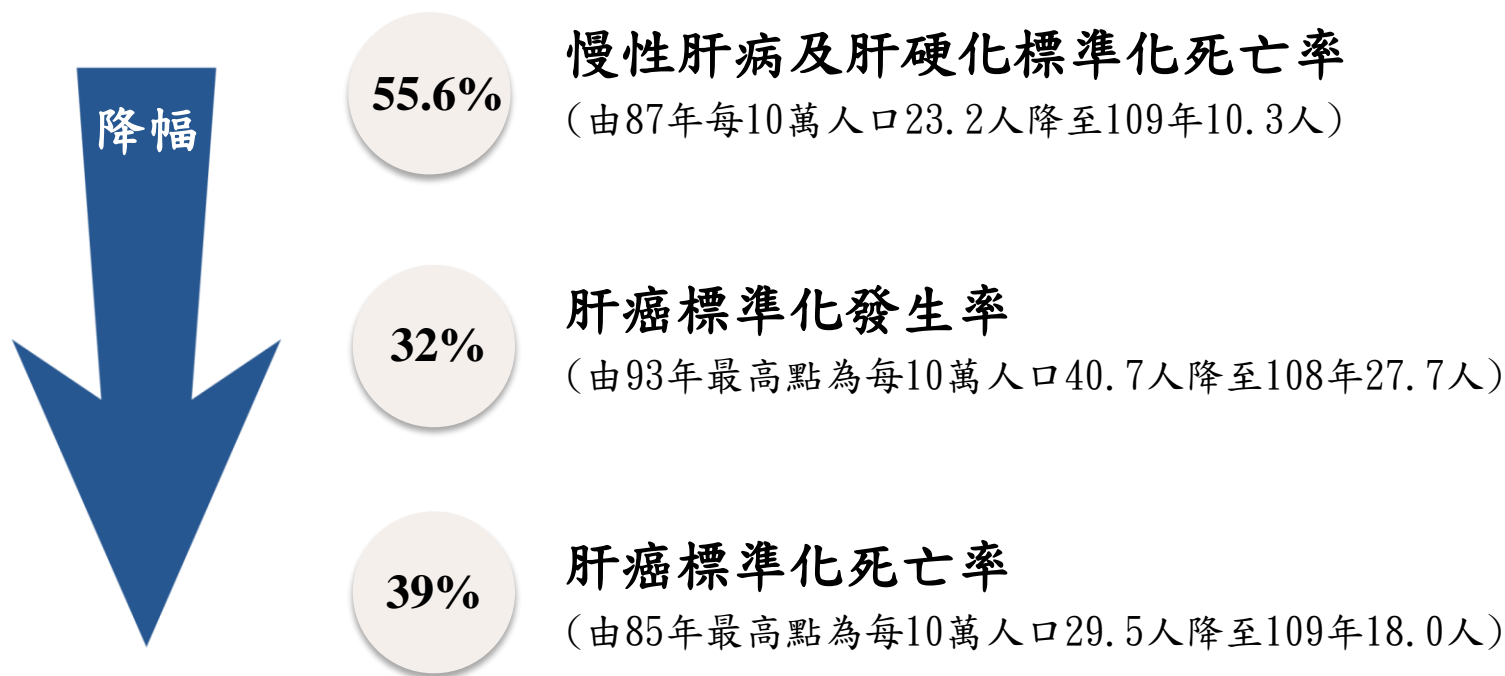 降幅
55.6%
慢性肝病及肝硬化標準化死亡率
(由87年每10萬人口23.2人降至109年10.3人)
32%
肝癌標準化發生率
(由93年最高點為每10萬人口40.7人降至108年27.7人)
39%
肝癌標準化死亡率
(由85年最高點為每10萬人口29.5人降至109年18.0人)